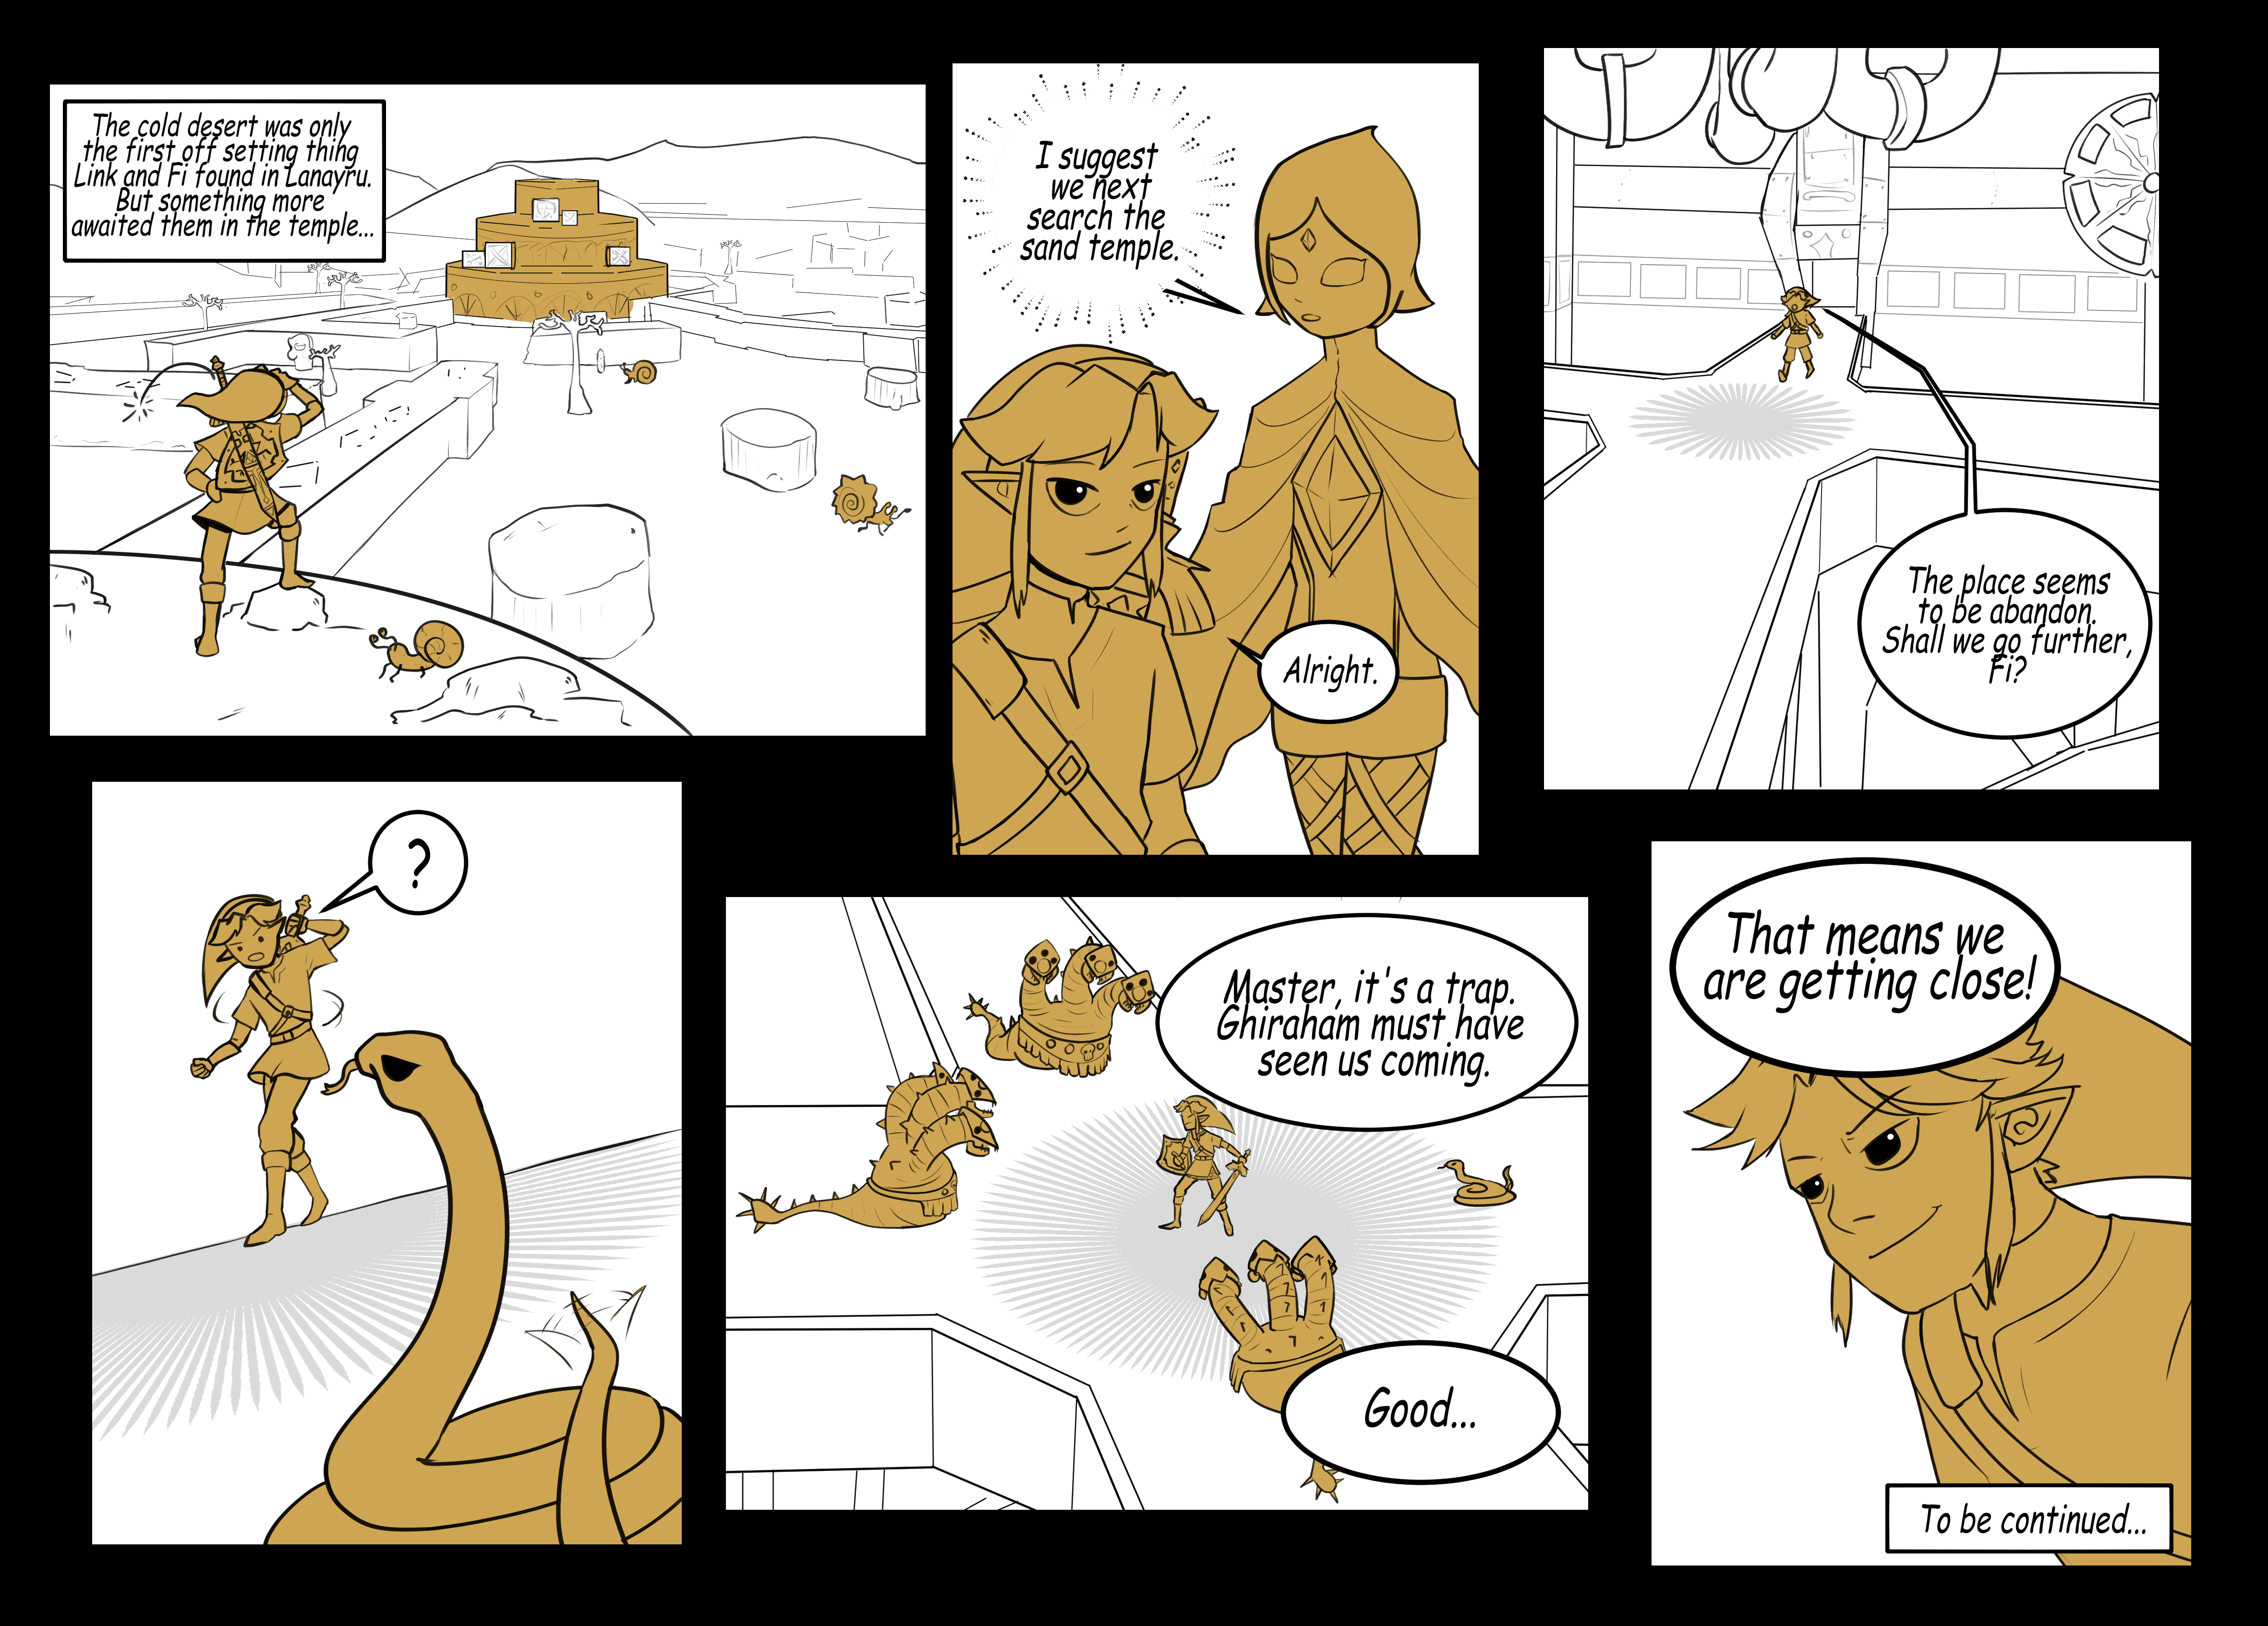 The cold desert was only
the first off setting thing
Link and Fi found in Lanayru.
But something more
awaited them in the temple...
I suggest
we next
search the
sand temple.
Alright.
The place seems
to be abandon.
Shall we go further,
Fi?
?
Master, it's a trap.
Ghiraham must have
seen us coming.
Good...
That means we
are getting close!
To be continued...